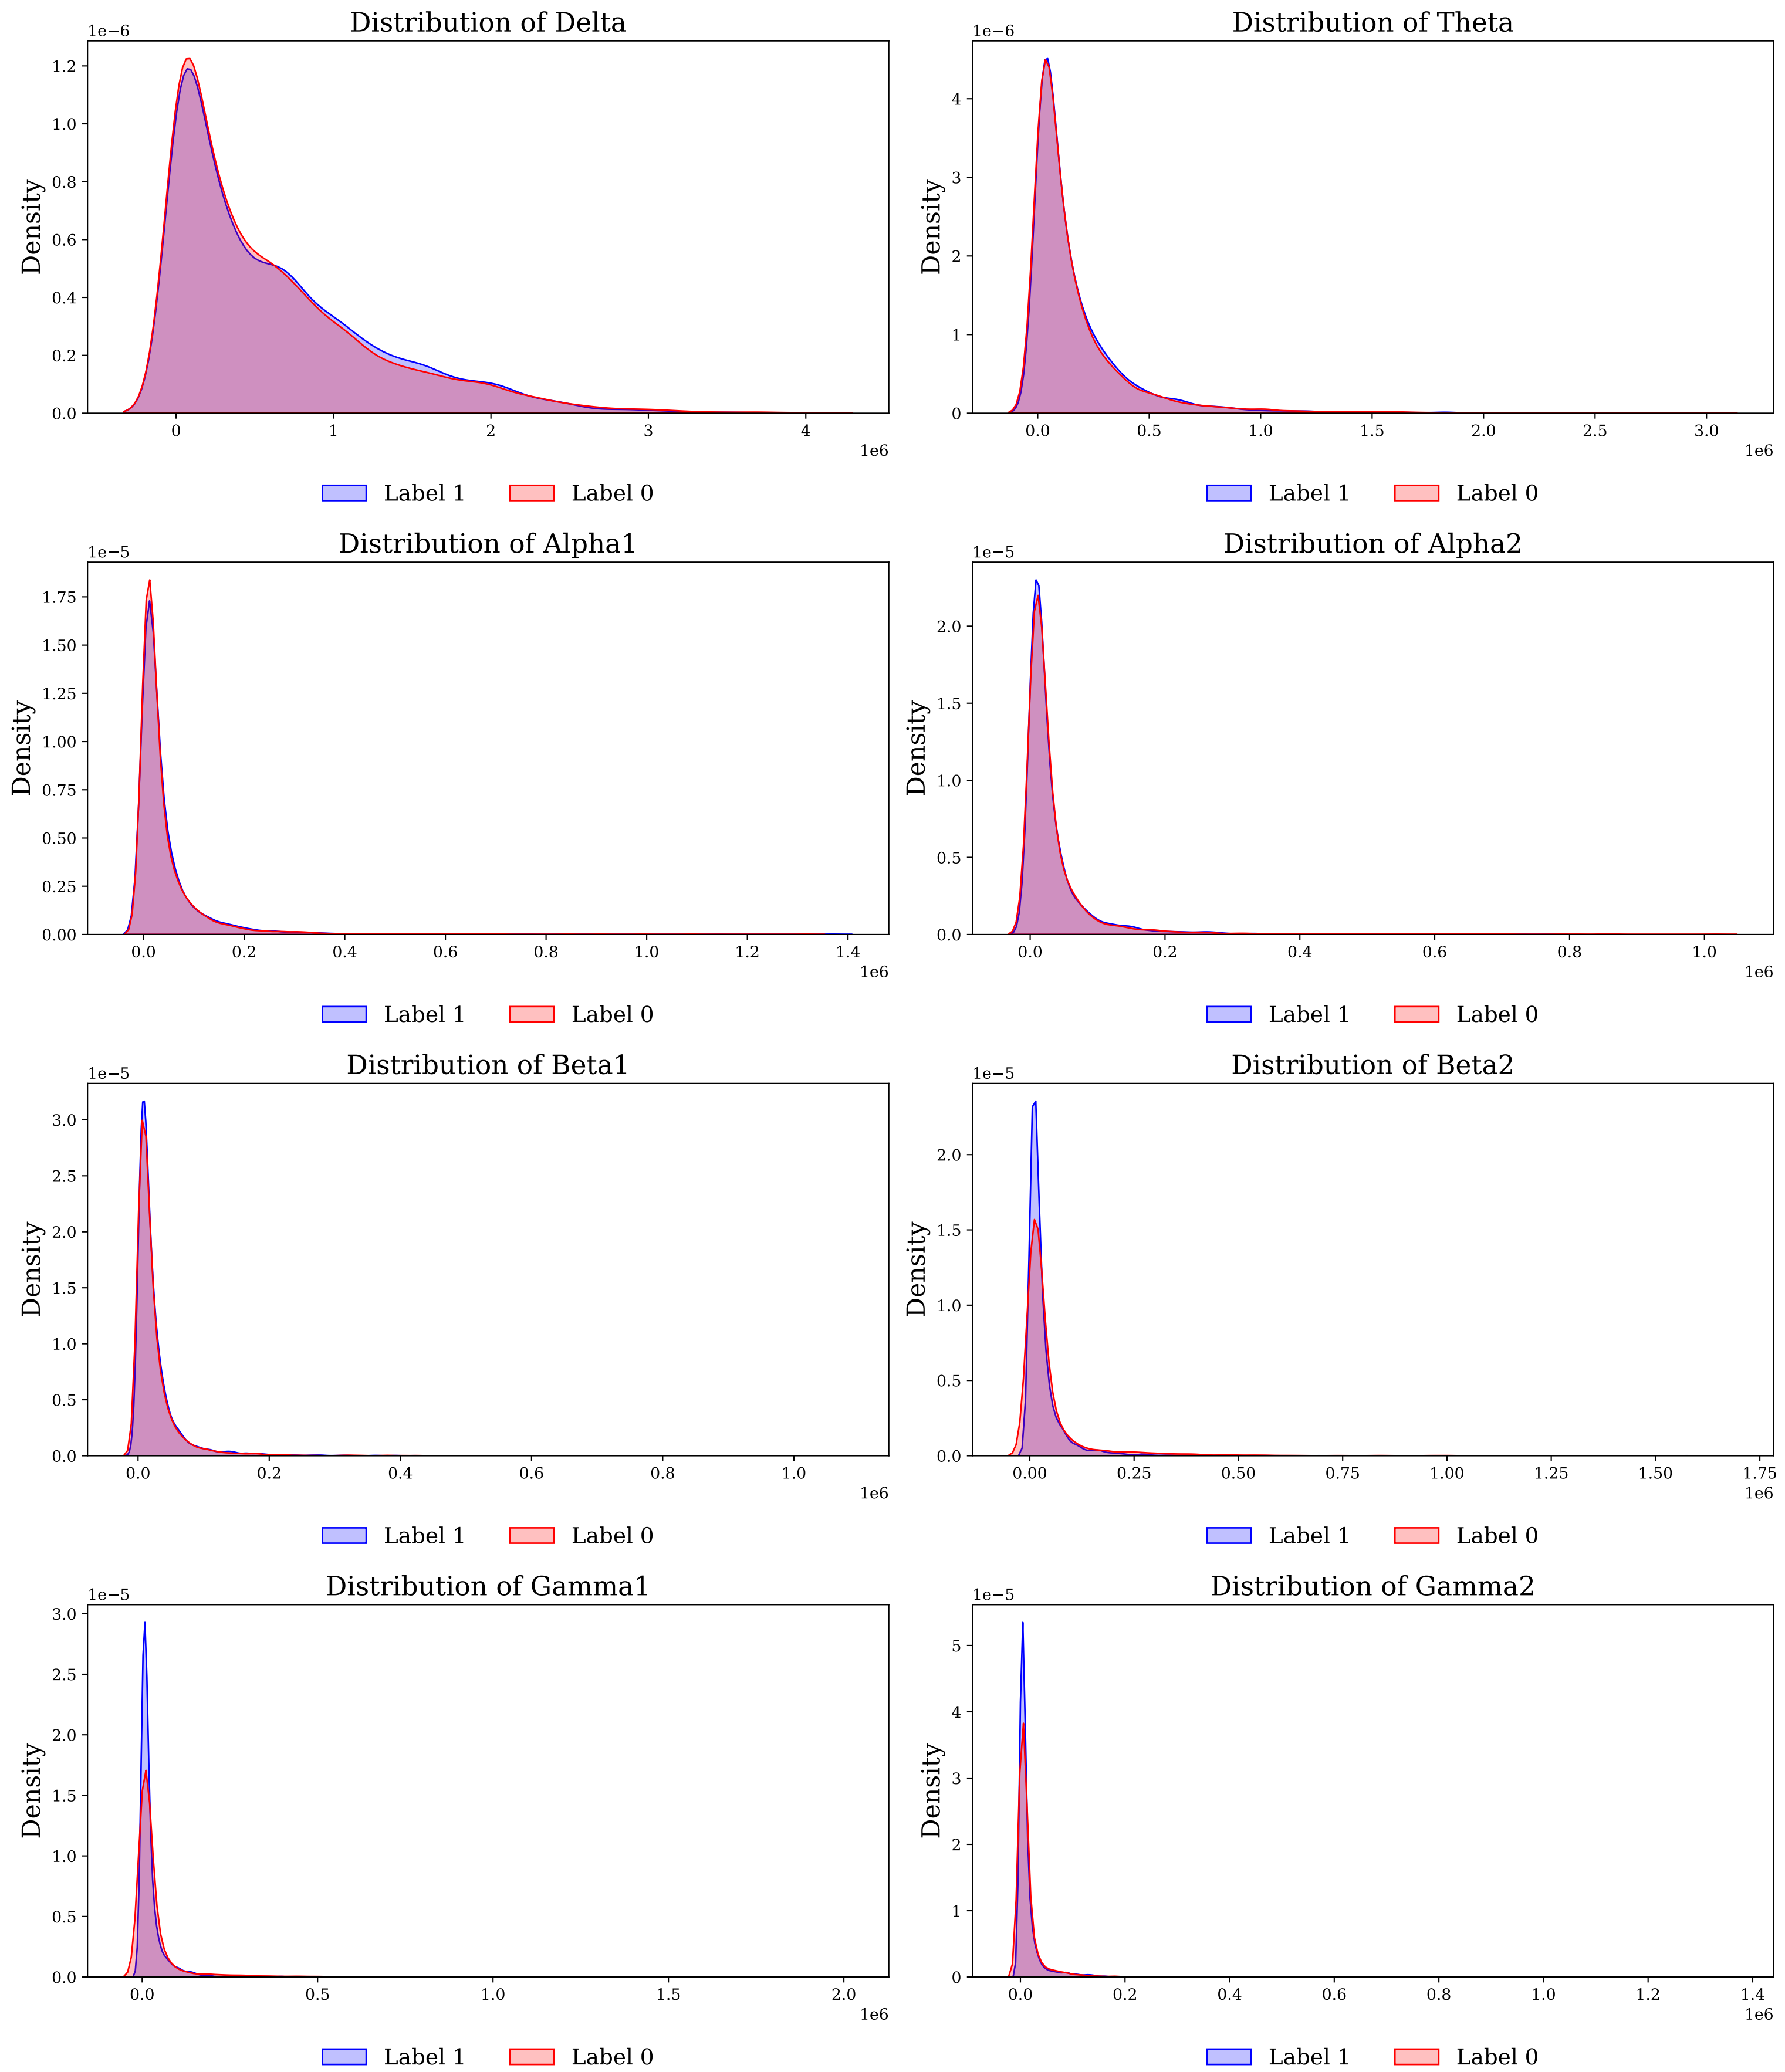 Distribution of Delta
1e−6
Density
1.2
1.0
0.8
0.6
0.4
0.2
0.0
0 1 2 3 4
1e6
Label 1 Label 0
Distribution of Theta
1e−6
Density
4
3
2
1
0
0.0 0.5 1.0 1.5 2.0 2.5 3.0
1e6
Label 1 Label 0
Distribution of Alpha1
1e−5
Density
1.75
1.50
1.25
1.00
0.75
0.50
0.25
0.00
0.0 0.2 0.4 0.6 0.8 1.0 1.2 1.4
1e6
Label 1 Label 0
Distribution of Alpha2
1e−5
Density
2.0
1.5
1.0
0.5
0.0
0.0 0.2 0.4 0.6 0.8 1.0
1e6
Label 1 Label 0
Distribution of Beta1
1e−5
Density
3.0
2.5
2.0
1.5
1.0
0.5
0.0
0.0 0.2 0.4 0.6 0.8 1.0
1e6
Label 1 Label 0
Distribution of Beta2
1e−5
Density
2.0
1.5
1.0
0.5
0.0
0.00 0.25 0.50 0.75 1.00 1.25 1.50 1.75
1e6
Label 1 Label 0
Distribution of Gamma1
1e−5
Density
3.0
2.5
2.0
1.5
1.0
0.5
0.0
0.0 0.5 1.0 1.5 2.0
1e6
Label 1 Label 0
Distribution of Gamma2
1e−5
Density
5
4
3
2
1
0
0.0 0.2 0.4 0.6 0.8 1.0 1.2 1.4
1e6
Label 1 Label 0